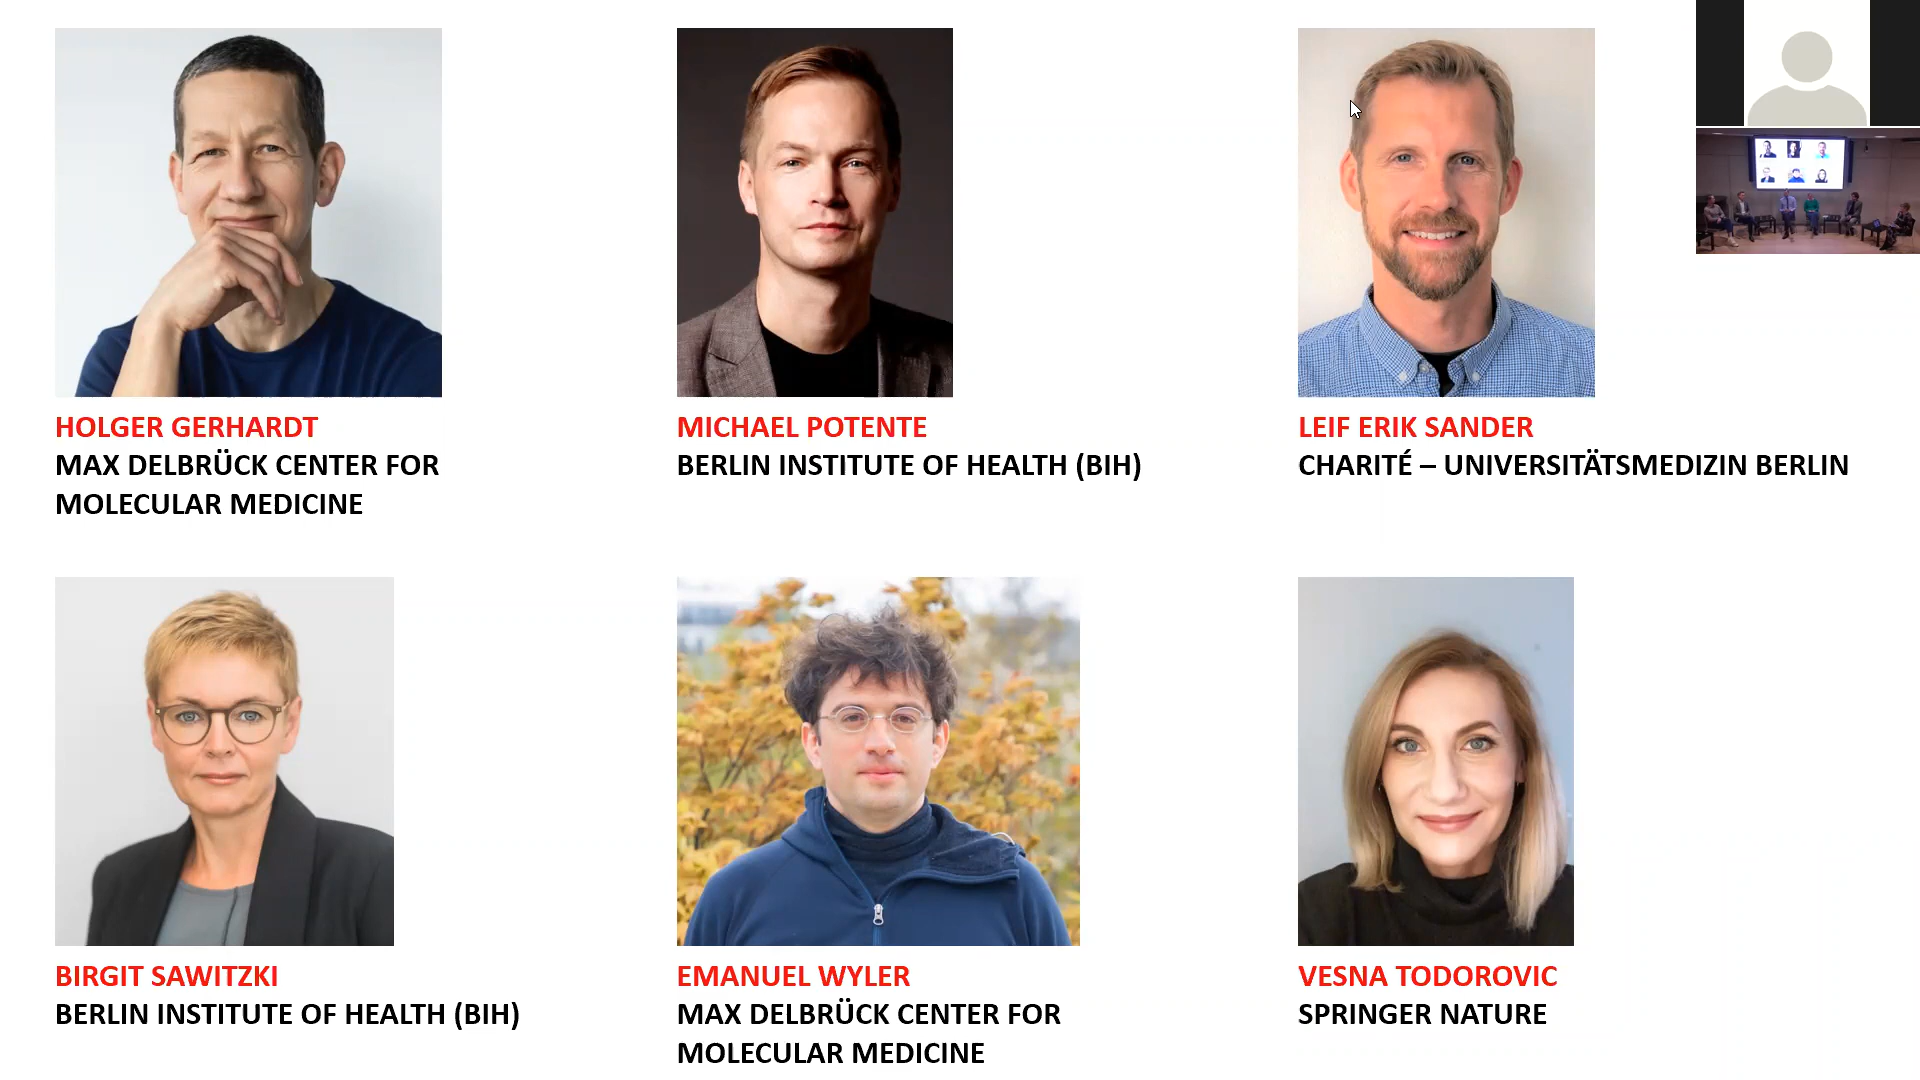 HOLGER GERHARDT
MAX DELBRÜCK CENTER FOR
MOLECULAR MEDICINE
MICHAEL POTENTE
BERLIN INSTITUTE OF HEALTH (BIH)
LEIF ERIK SANDER
CHARITÉ – UNIVERSITÄTSMEDIZIN BERLIN
BIRGIT SAWITZKI
BERLIN INSTITUTE OF HEALTH (BIH)
EMANUEL WYLER
MAX DELBRÜCK CENTER FOR
MOLECULAR MEDICINE
VESNA TODOROVIC
SPRINGER NATURE